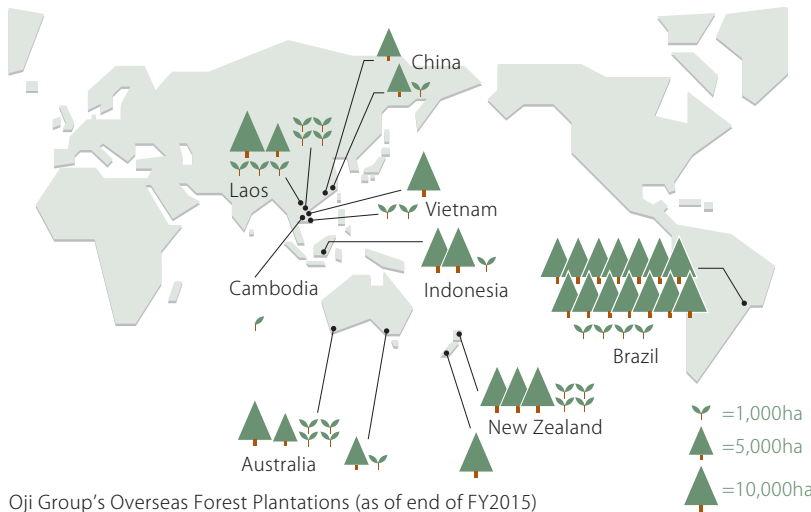 China
Laos
Vietnam
Cambodia
Indonesia
Brazil
New Zealand
Australia
=1,000ha
=5,000ha
=10,000ha
Oji Group's Overseas Forest Plantations (as of end of FY2015)